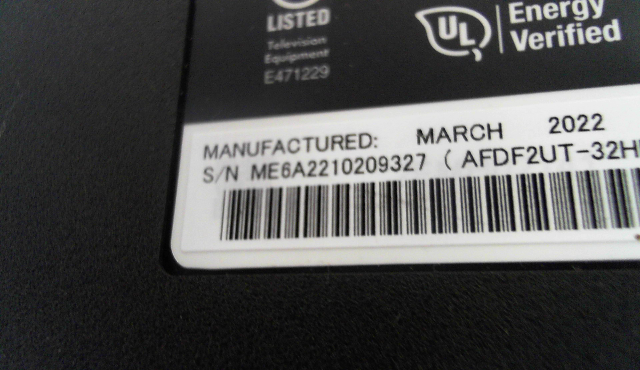 LISTED
Television
Equipment
E471229
UL
Energy
Verified
MANUFACTURED: MARCH 2022
S/N ME6A2210209327 ( AFDF2UT-32H